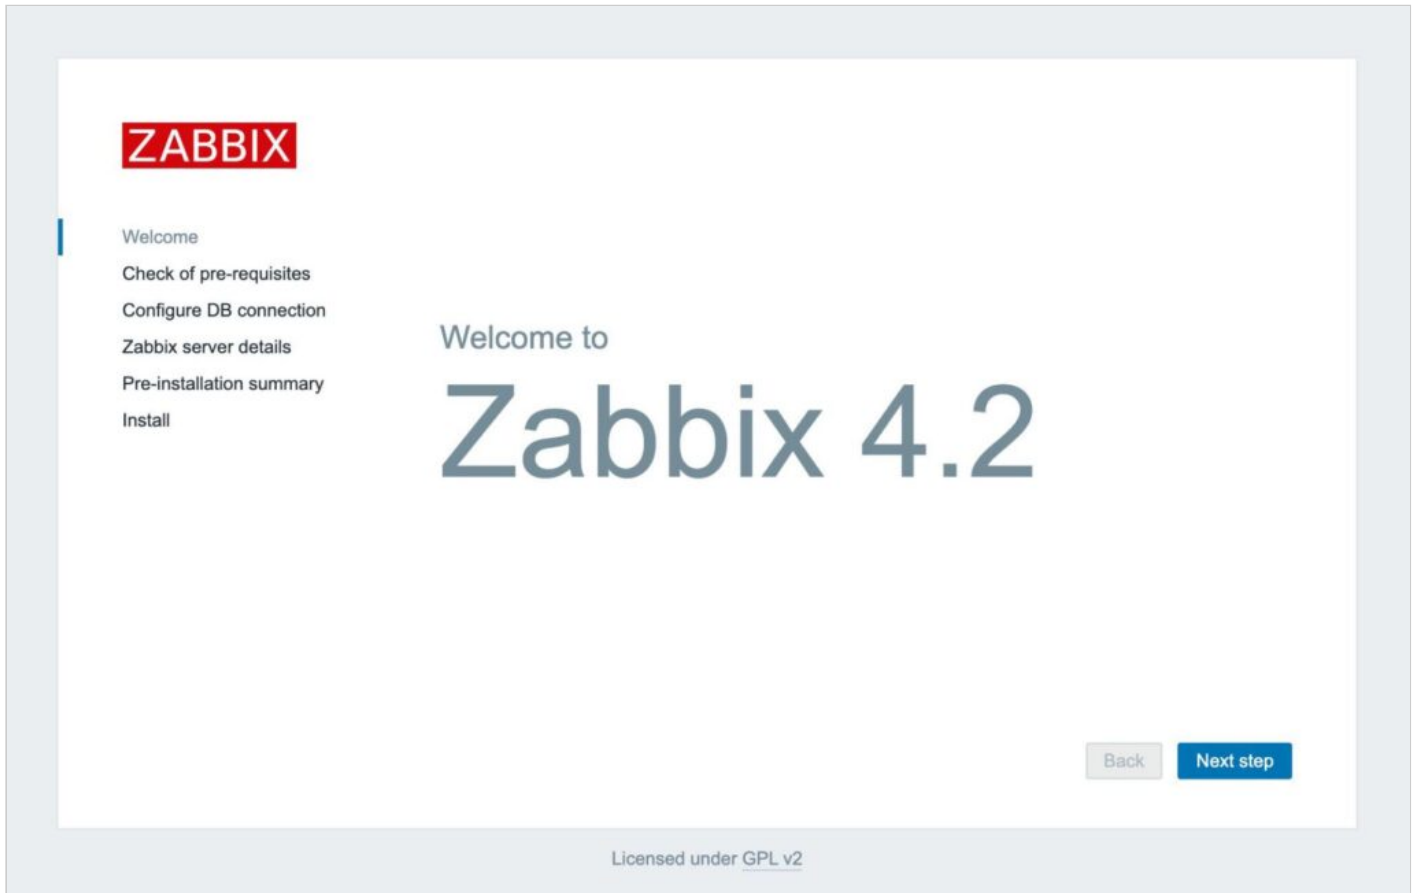 ZABBIX
Welcome
Check of pre-requisites
Configure DB connection
Zabbix server details
Pre-installation summary
Install
Welcome to
Zabbix 4.2
Back
Next step
Licensed under GPL v2